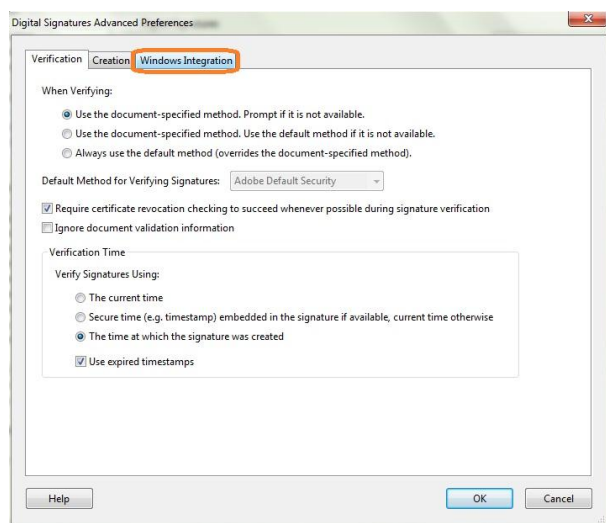 Digital Signatures Advanced Preferences
Verification Creation Windows Integration
When Verifying:
Use the document-specified method. Prompt if it is not available.
Use the document-specified method. Use the default method if it is not available.
Always use the default method (overrides the document-specified method).
Default Method for Verifying Signatures: Adobe Default Security
Require certificate revocation checking to succeed whenever possible during signature verification
Ignore document validation information
Verification Time
Verify Signatures Using:
The current time
Secure time (e.g. timestamp) embedded in the signature if available, current time otherwise
The time at which the signature was created
Use expired timestamps
Help OK Cancel